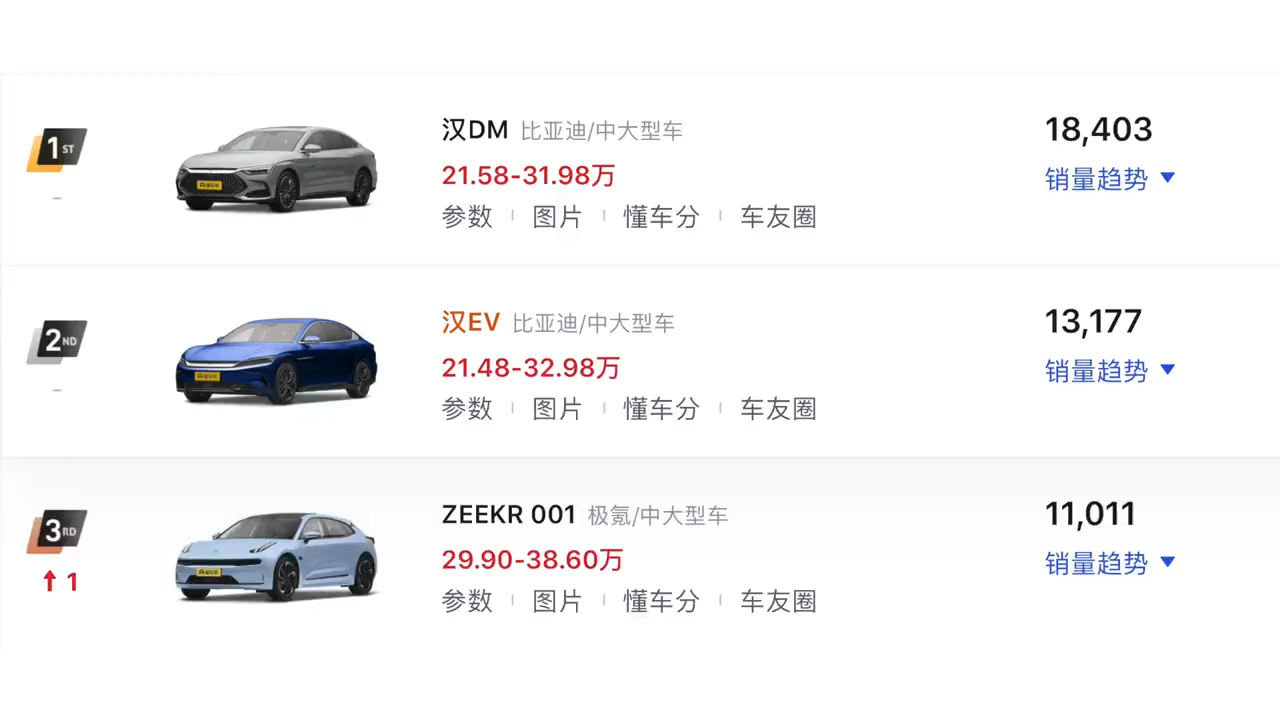 1ST
汉DM 比亚迪/中大型车
18,403
21.58-31.98万
销量趋势
参数 图片 懂车分 车友圈
2ND
汉EV 比亚迪/中大型车
13,177
21.48-32.98万
销量趋势
参数 图片 懂车分 车友圈
3RD
1
ZEEKR 001 极氪/中大型车
11,011
29.90-38.60万
销量趋势
参数 图片 懂车分 车友圈